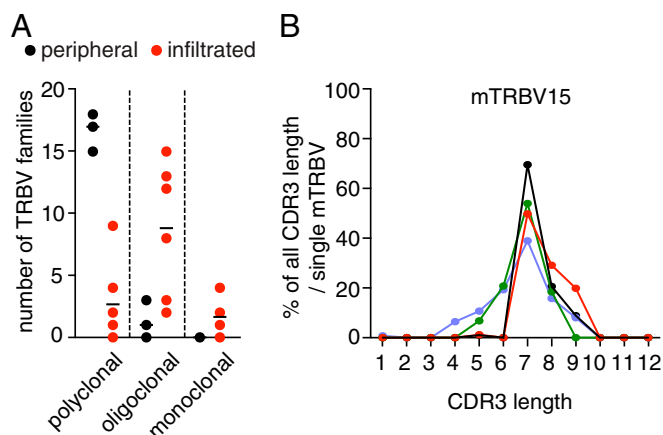 A
peripheral infiltrated
number of TRBV families
20
15
10
5
0
polyclonal
oligoclonal
monoclonal
B
mTRBV15
% of all CDR3 length
/ single mTRBV
100
80
60
40
20
0
1 2 3 4 5 6 7 8 9 10 11 12
CDR3 length